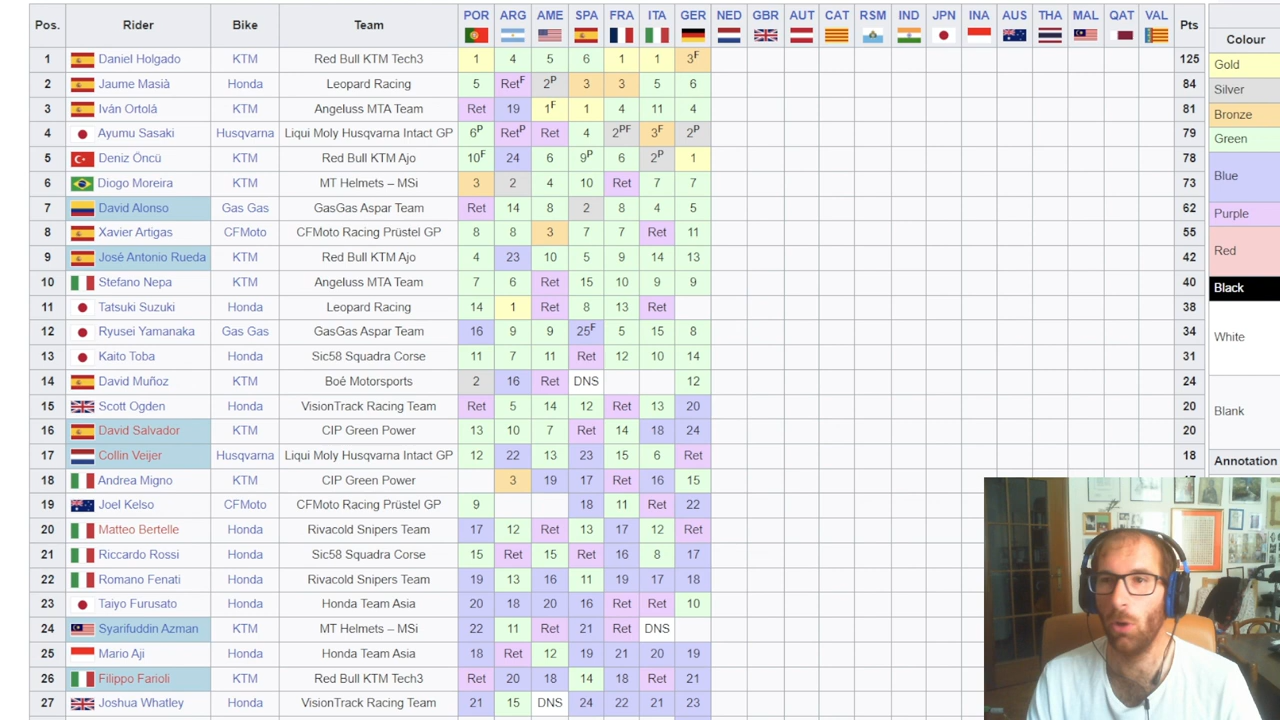 Pos. Rider Bike Team POR ARG AME SPA FRA ITA GER NED GBR AUT CAT RSM IND JPN INA AUS THA MAL QAT VAL Pts
1 Daniel Holgado KTM Red Bull KTM Tech3 1 4 5 6 1 1 3F 125
2 Jaume Masià Honda Leopard Racing 5 RetF 2P 3 3 5 6 84
3 Iván Ortolá KTM Angeluss MTA Team Ret 19 1F 1 4 11 4 81
4 Ayumu Sasaki Husqvarna Liqui Moly Husqvarna Intact GP 6P RetP Ret 4 2PF 3F 2P 79
5 Deniz Öncü KTM Red Bull KTM Ajo 10F 24 6 9P 6 2P 1 78
6 Diogo Moreira KTM MT Helmets – MSi 3 2 4 10 Ret 7 7 73
7 David Alonso Gas Gas GasGas Aspar Team Ret 14 8 2 8 4 5 62
8 Xavier Artigas CFMoto CFMoto Racing Prüstel GP 8 8 3 7 7 Ret 11 55
9 José Antonio Rueda KTM Red Bull KTM Ajo 4 23 10 5 9 14 13 42
10 Stefano Nepa KTM Angeluss MTA Team 7 6 Ret 15 10 9 9 40
11 Tatsuki Suzuki Honda Leopard Racing 14 1 Ret 8 13 Ret 38
12 Ryusei Yamanaka Gas Gas GasGas Aspar Team 16 9 9 25F 5 15 8 34
13 Kaito Toba Honda Sic58 Squadra Corse 11 7 11 Ret 12 10 14 31
14 David Muñoz KTM Boé Motorsports 2 16 Ret DNS 12 24
15 Scott Ogden Honda VisionTrack Racing Team Ret 5 14 12 Ret 13 20 20
16 David Salvador KTM CIP Green Power 13 10 7 Ret 14 18 24 20
17 Collin Veijer Husqvarna Liqui Moly Husqvarna Intact GP 12 22 13 23 15 6 Ret 18
18 Andrea Migno KTM CIP Green Power 3 19 17 Ret 16 15
19 Joel Kelso CFMoto CFMoto Racing Prüstel GP 9 18 11 Ret 22
20 Matteo Bertelle Honda Rivacold Snipers Team 17 12 Ret 13 17 12 Ret
21 Riccardo Rossi Honda Sic58 Squadra Corse 15 Ret 15 Ret 16 8 17
22 Romano Fenati Honda Rivacold Snipers Team 19 13 16 11 19 17 18
23 Taiyo Furusato Honda Honda Team Asia 20 18 20 16 Ret Ret 10
24 Syarifuddin Azman KTM MT Helmets – MSi 22 11 Ret 21 Ret DNS
25 Mario Aji Honda Honda Team Asia 18 Ret 12 19 21 20 19
26 Filippo Farioli KTM Red Bull KTM Tech3 Ret 20 18 14 18 Ret 21
27 Joshua Whatley Honda VisionTrack Racing Team 21 15 DNS 24 22 21 23
Colour
Gold
Silver
Bronze
Green
Blue
Purple
Red
Black
White
Blank
Annotation